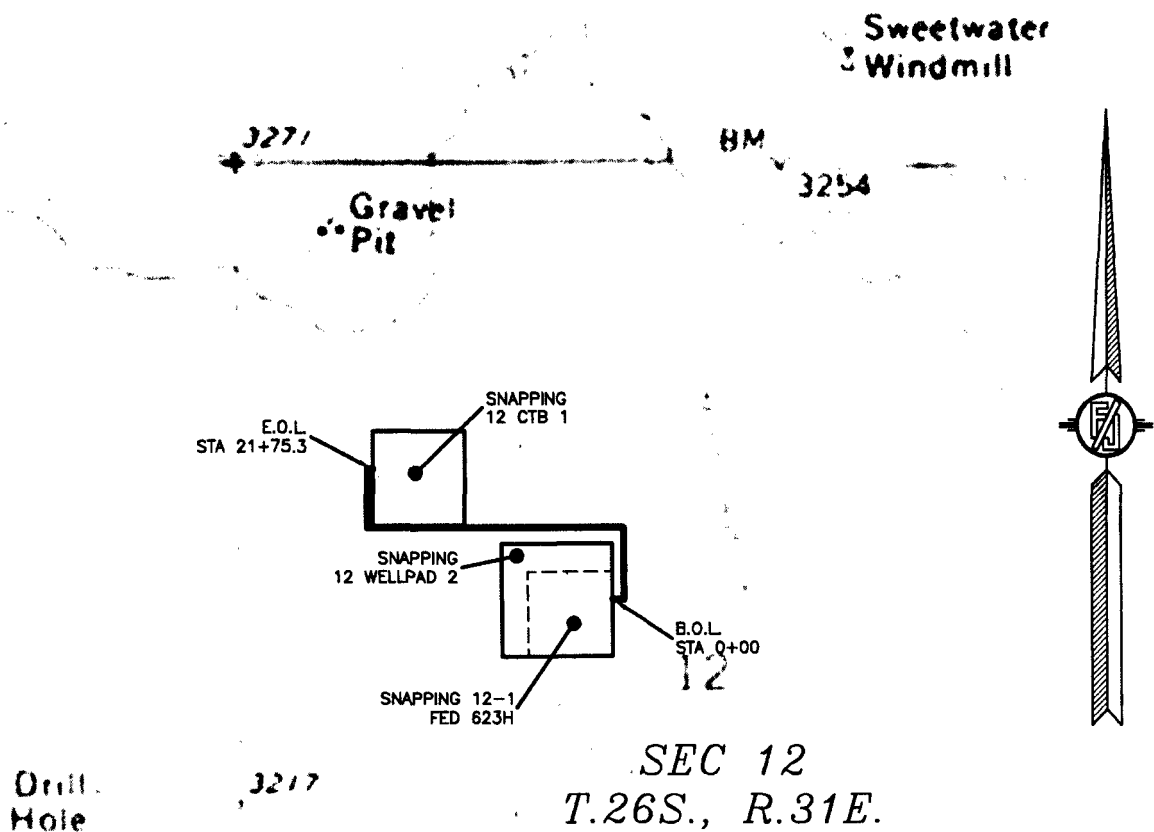 Sweetwater
Windmill
3271
BM
3254
Gravel
Pit
SNAPPING
12 CTB 1
E.O.L.
STA 21+75.3
SNAPPING
12 WELLPAD 2
B.O.L.
STA 0+00
12
SNAPPING 12-1
FED 623H
SEC 12
T.26S., R.31E.
Drill
Hole
3217